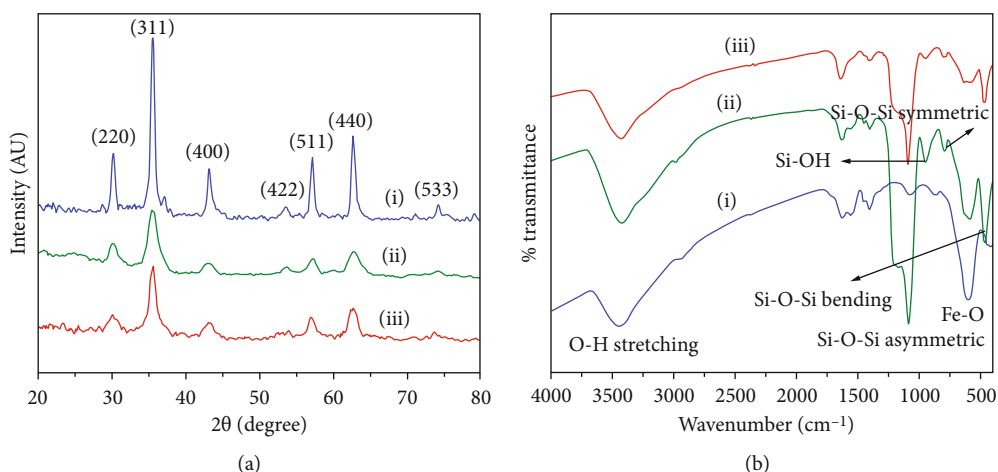 (311)
(220)
(440)
(511)
(400)
(422)
(533)
(i)
(ii)
(iii)
Intensity (AU)
20 30 40 50 60 70 80
2θ (degree)
(a)
(iii)
(ii)
Si-O-Si symmetric
Si-OH
(i)
Si-O-Si bending
Fe-O
O-H stretching
Si-O-Si asymmetric
% transmittance
4000 3500 3000 2500 2000 1500 1000 500
Wavenumber (cm⁻¹)
(b)